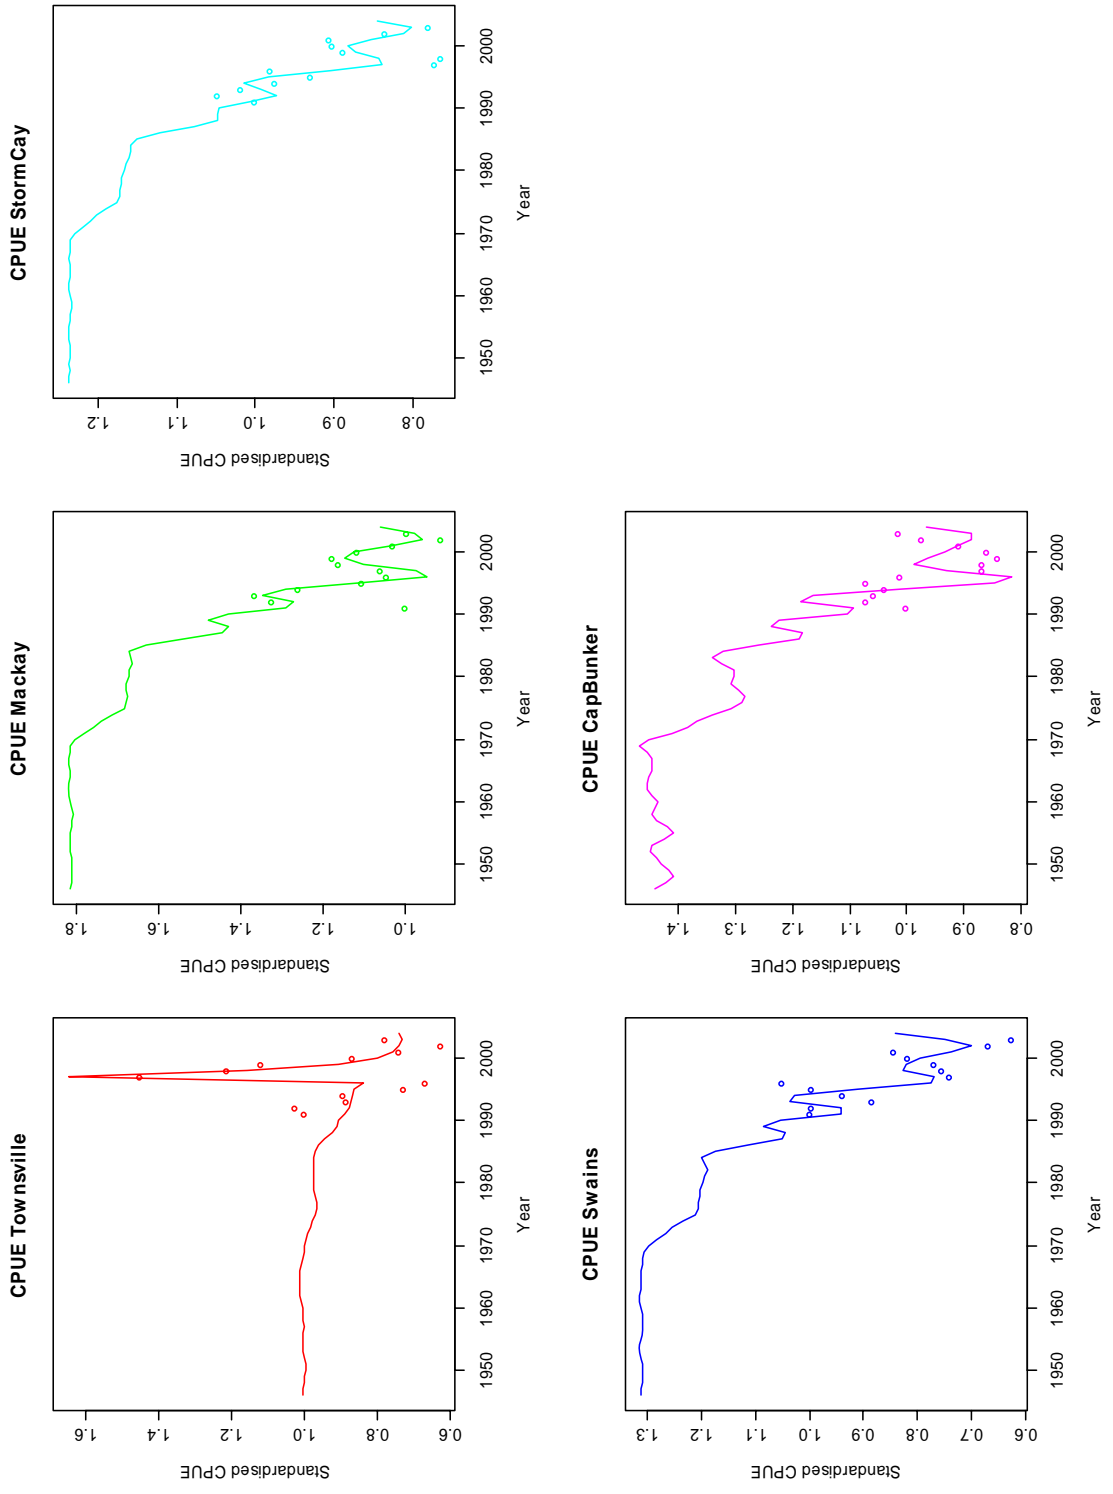 CPUE Townsville
Standardised CPUE
0.6 0.8 1.0 1.2 1.4 1.6
1950 1960 1970 1980 1990 2000
Year
CPUE Mackay
Standardised CPUE
1.0 1.2 1.4 1.6 1.8
1950 1960 1970 1980 1990 2000
Year
CPUE StormCay
Standardised CPUE
0.8 0.9 1.0 1.1 1.2
1950 1960 1970 1980 1990 2000
Year
CPUE Swains
Standardised CPUE
0.6 0.7 0.8 0.9 1.0 1.1 1.2 1.3
1950 1960 1970 1980 1990 2000
Year
CPUE CapBunker
Standardised CPUE
0.8 0.9 1.0 1.1 1.2 1.3 1.4
1950 1960 1970 1980 1990 2000
Year